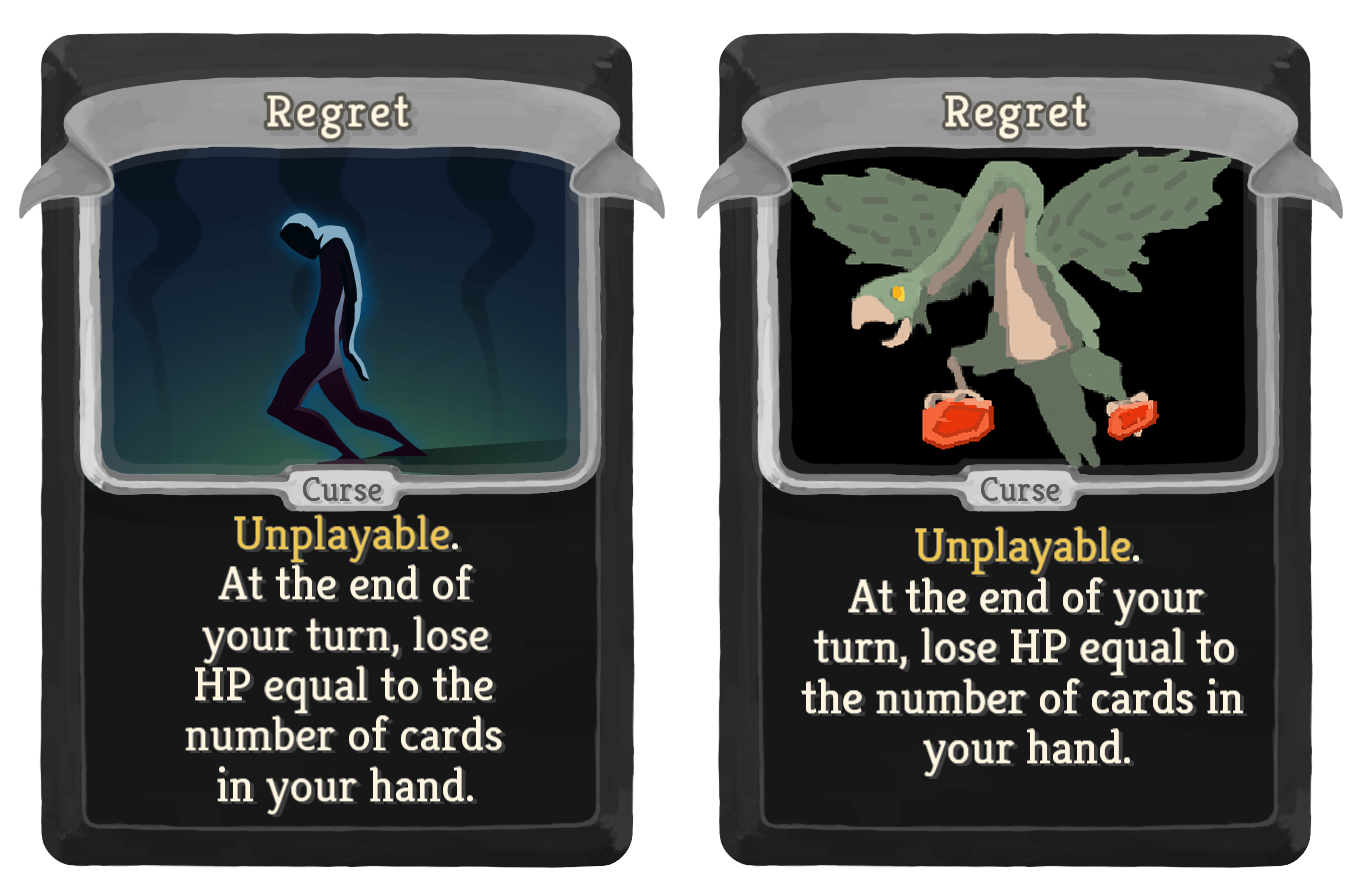 Regret
Curse
Unplayable.
At the end of
your turn, lose
HP equal to the
number of cards
in your hand.
Regret
Curse
Unplayable.
At the end of your
turn, lose HP equal to
the number of cards in
your hand.